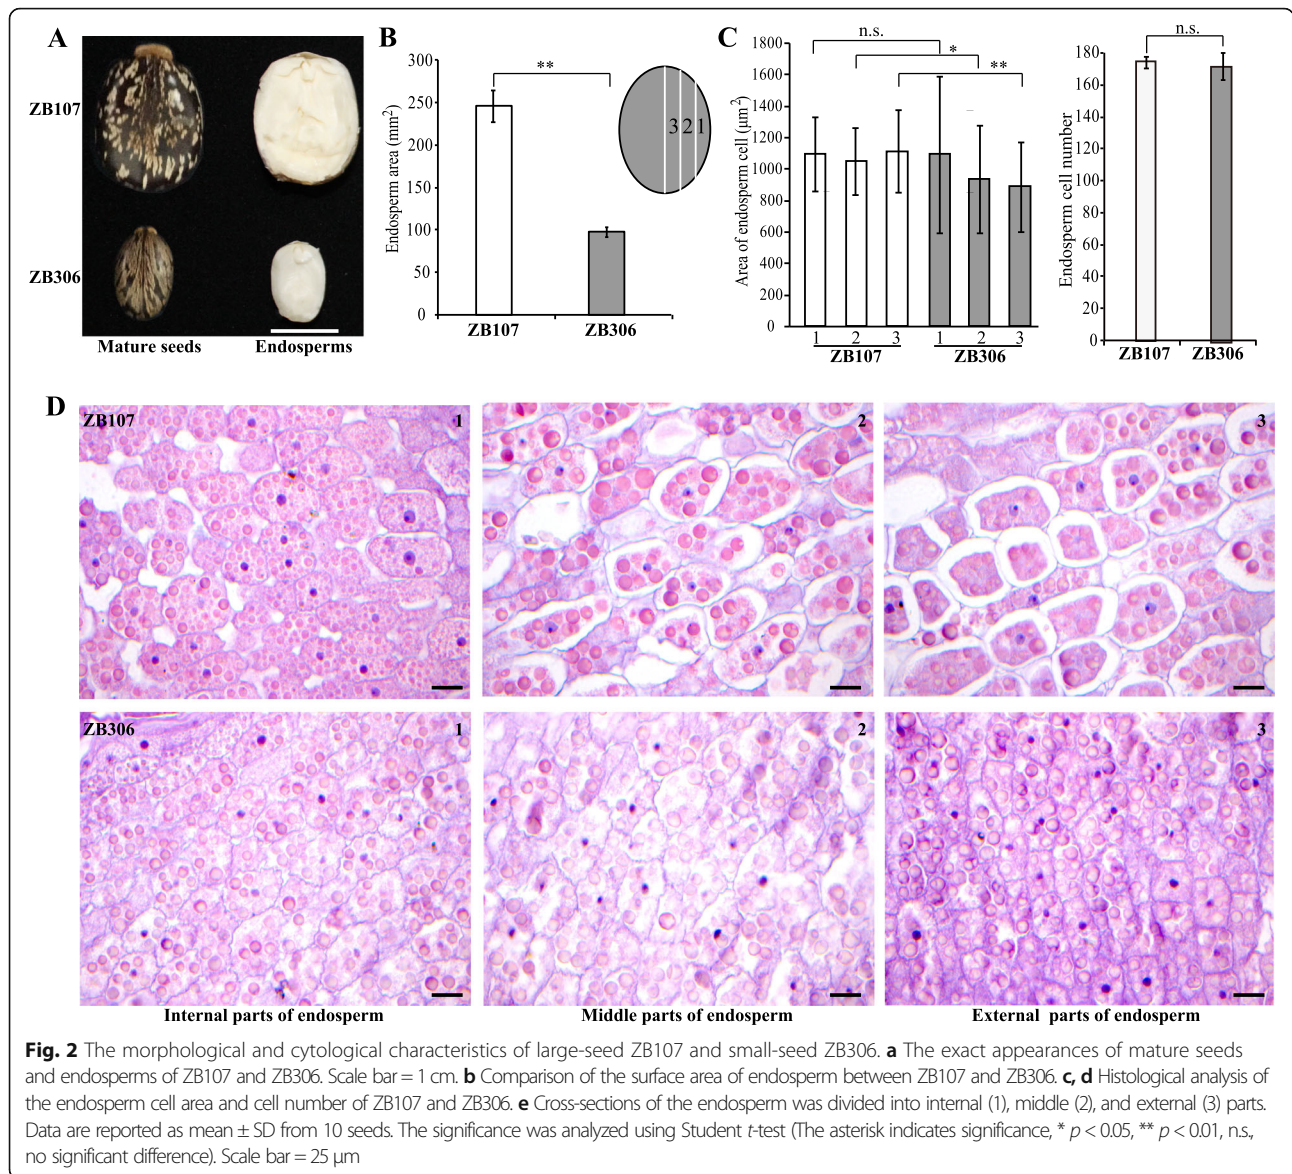 A
ZB107
ZB306
Mature seeds
Endosperms
B
Endosperm area (mm2)
300
250
200
150
100
50
0
**
3 2 1
ZB107
ZB306
C
Area of endosperm cell (μm2)
1800
1600
1400
1200
1000
800
600
400
200
0
n.s.
*
**
1 2 3 1 2 3
ZB107
ZB306
Endosperm cell number
180
160
140
120
100
80
60
40
20
0
n.s.
ZB107
ZB306
D
ZB107 1
2
3
ZB306 1
2
3
Internal parts of endosperm
Middle parts of endosperm
External parts of endosperm
Fig. 2 The morphological and cytological characteristics of large-seed ZB107 and small-seed ZB306. a The exact appearances of mature seeds
and endosperms of ZB107 and ZB306. Scale bar = 1 cm. b Comparison of the surface area of endosperm between ZB107 and ZB306. c, d Histological analysis of
the endosperm cell area and cell number of ZB107 and ZB306. e Cross-sections of the endosperm was divided into internal (1), middle (2), and external (3) parts.
Data are reported as mean ± SD from 10 seeds. The significance was analyzed using Student t-test (The asterisk indicates significance, * p < 0.05, ** p < 0.01, n.s.,
no significant difference). Scale bar = 25 μm